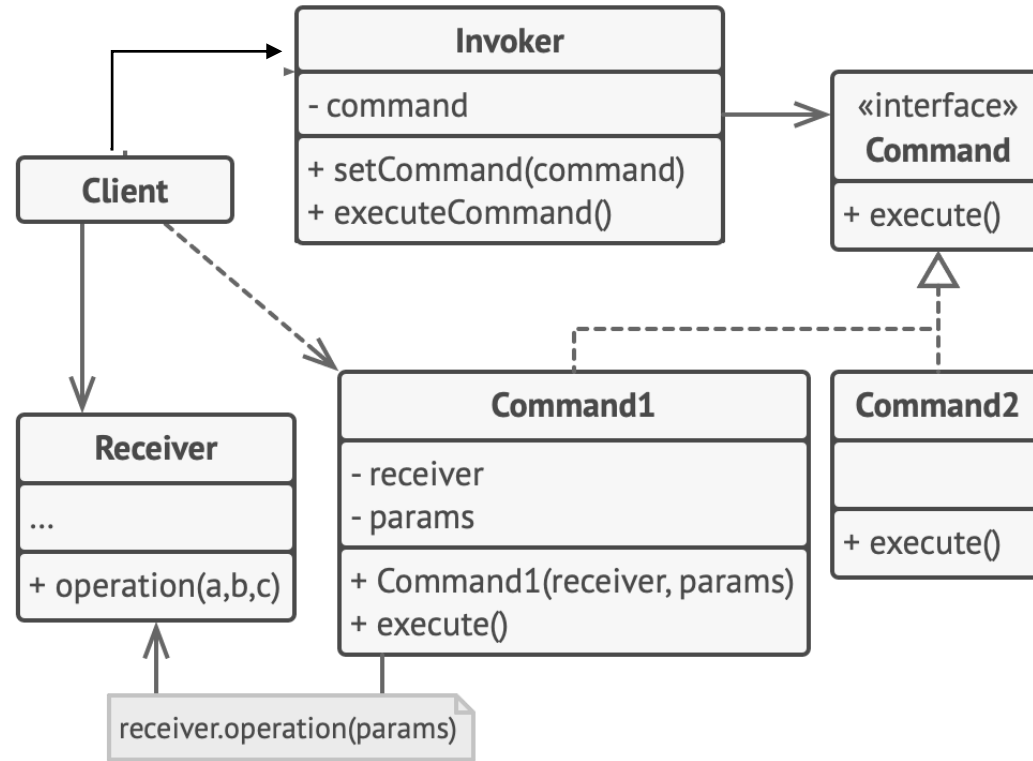 Invoker
- command
+ setCommand(command)
+ executeCommand()
«interface»
Command
+ execute()
Client
Receiver
...
+ operation(a,b,c)
Command1
- receiver
- params
+ Command1(receiver, params)
+ execute()
Command2
+ execute()
receiver.operation(params)